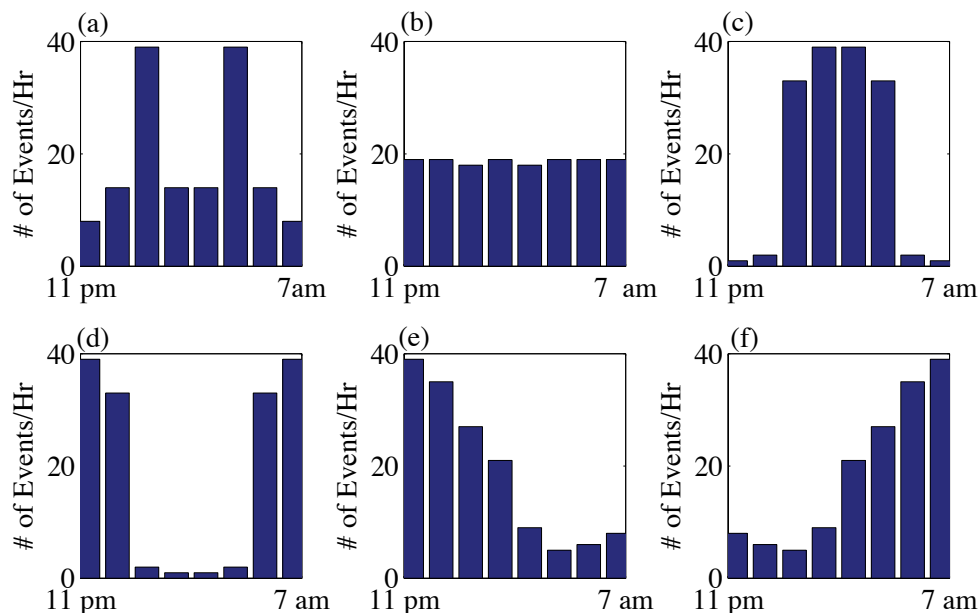 (a)
# of Events/Hr
40
20
0
11 pm
7am
(b)
# of Events/Hr
40
20
0
11 pm
7 am
(c)
# of Events/Hr
40
20
0
11 pm
7 am
(d)
# of Events/Hr
40
20
0
11 pm
7 am
(e)
# of Events/Hr
40
20
0
11 pm
7 am
(f)
# of Events/Hr
40
20
0
11 pm
7 am